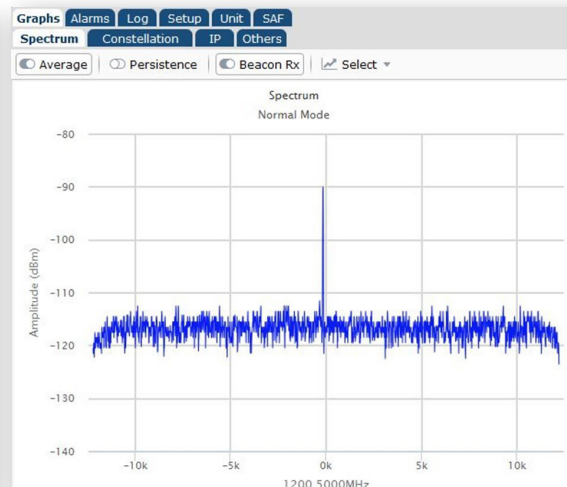 Graphs Alarms Log Setup Unit SAF
Spectrum Constellation IP Others
Average Persistence Beacon Rx Select
Spectrum
Normal Mode
-80
-90
-100
-110
-120
-130
-140
Amplitude (dBm)
-10k -5k 0k 5k 10k
1200.5000MHz